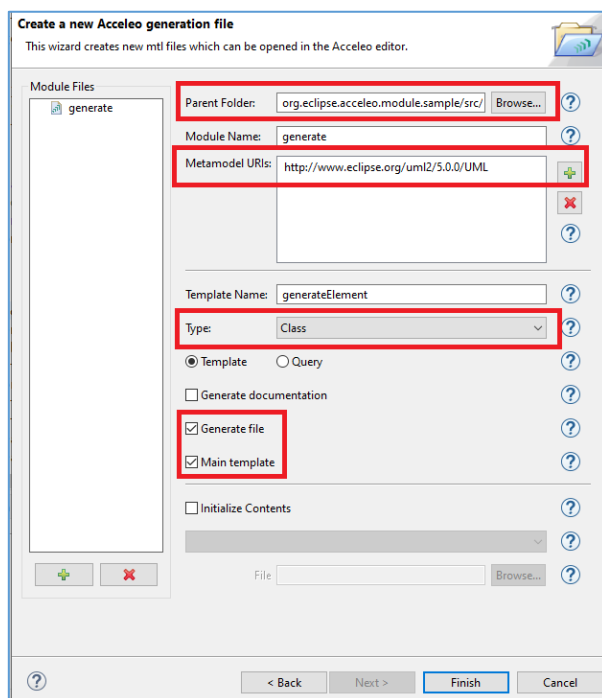 Create a new Acceleo generation file
This wizard creates new mtl files which can be opened in the Acceleo editor.
Module Files
generate
Parent Folder: org.eclipse.acceleo.module.sample/src/ Browse... ?
Module Name: generate ?
Metamodel URIs: http://www.eclipse.org/uml2/5.0.0/UML
?
Template Name: generateElement ?
Type: Class ?
Template Query ?
Generate documentation ?
Generate file ?
Main template ?
Initialize Contents ?
?
File Browse... ?
? < Back Next > Finish Cancel